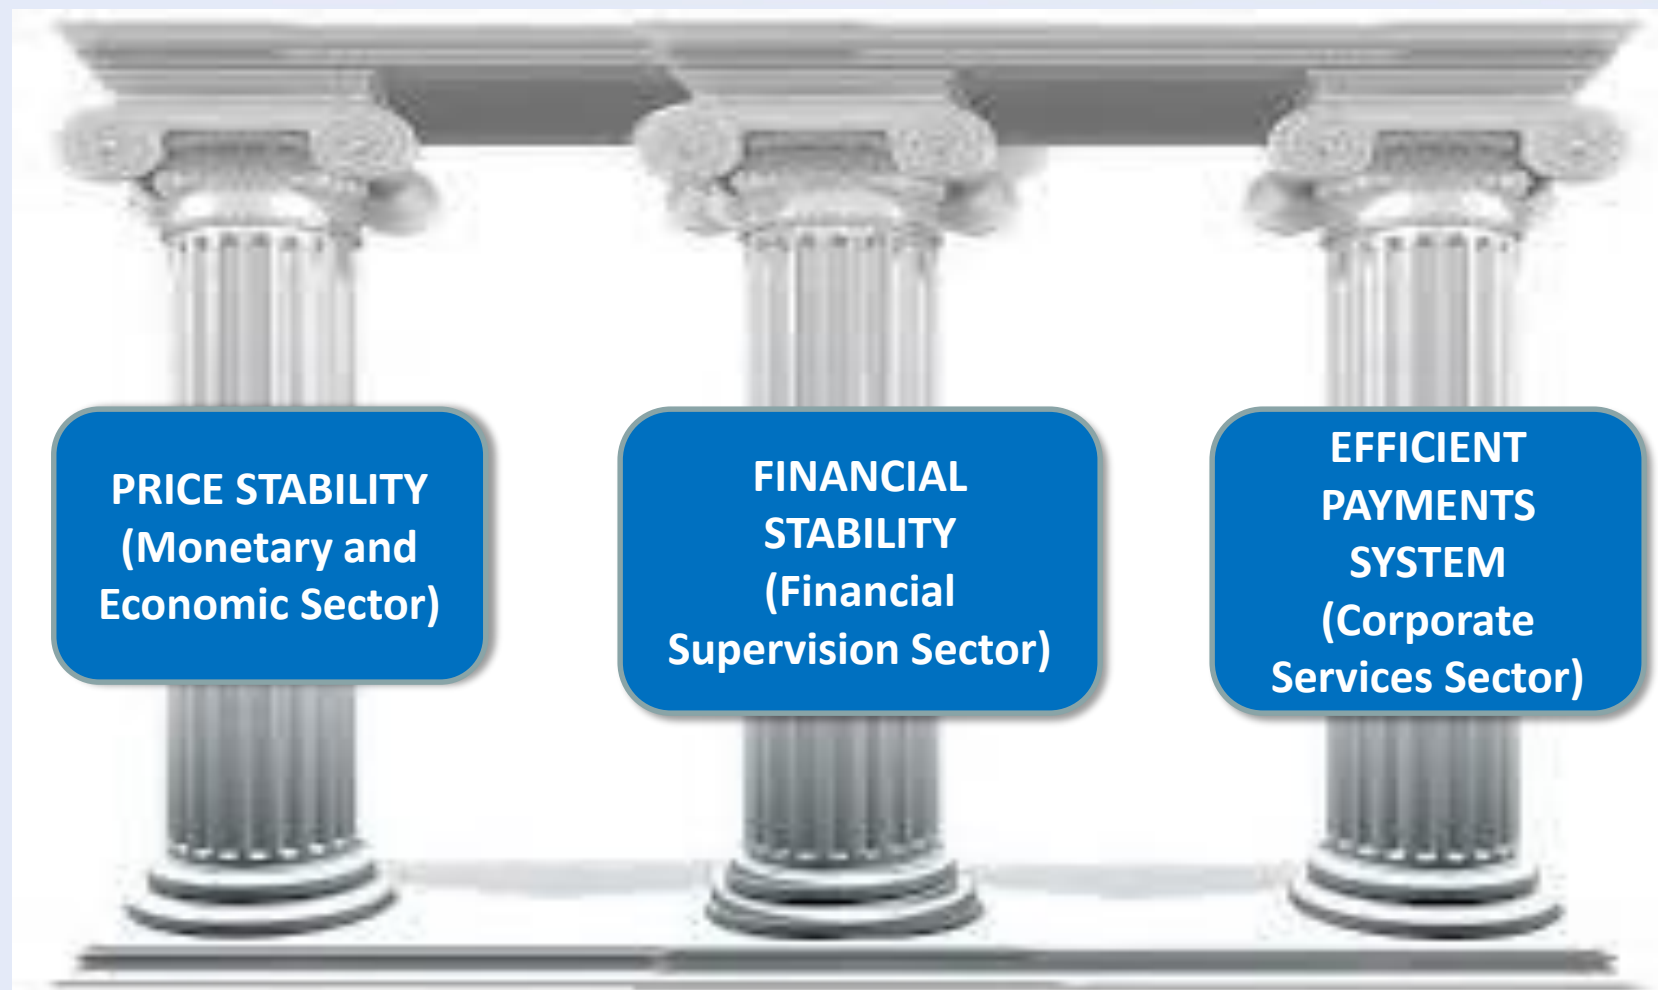 PRICE STABILITY
(Monetary and
Economic Sector)
FINANCIAL
STABILITY
(Financial
Supervision Sector)
EFFICIENT
PAYMENTS
SYSTEM
(Corporate
Services Sector)